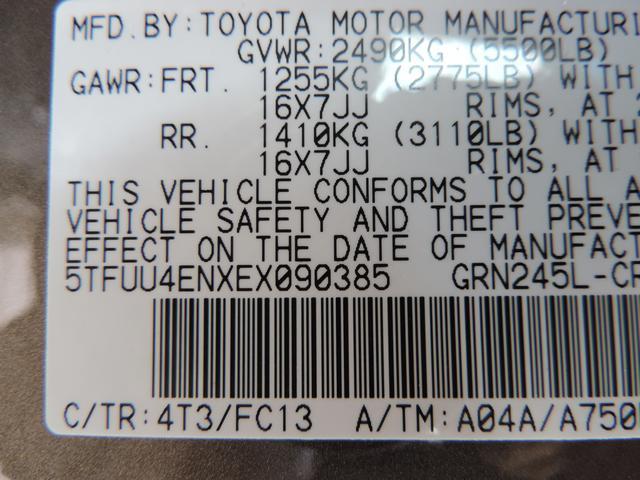 MFD.BY:TOYOTA MOTOR MANUFACTURI
GVWR:2490KG (5500LB)
GAWR:FRT. 1255KG (2775LB) WITH
16X7JJ RIMS, AT 2
RR. 1410KG (3110LB) WITH
16X7JJ RIMS, AT
THIS VEHICLE CONFORMS TO ALL A
VEHICLE SAFETY AND THEFT PREVE
EFFECT ON THE DATE OF MANUFACT
5TFUU4ENXEX090385 GRN245L-CR
C/TR:4T3/FC13 A/TM:A04A/A750